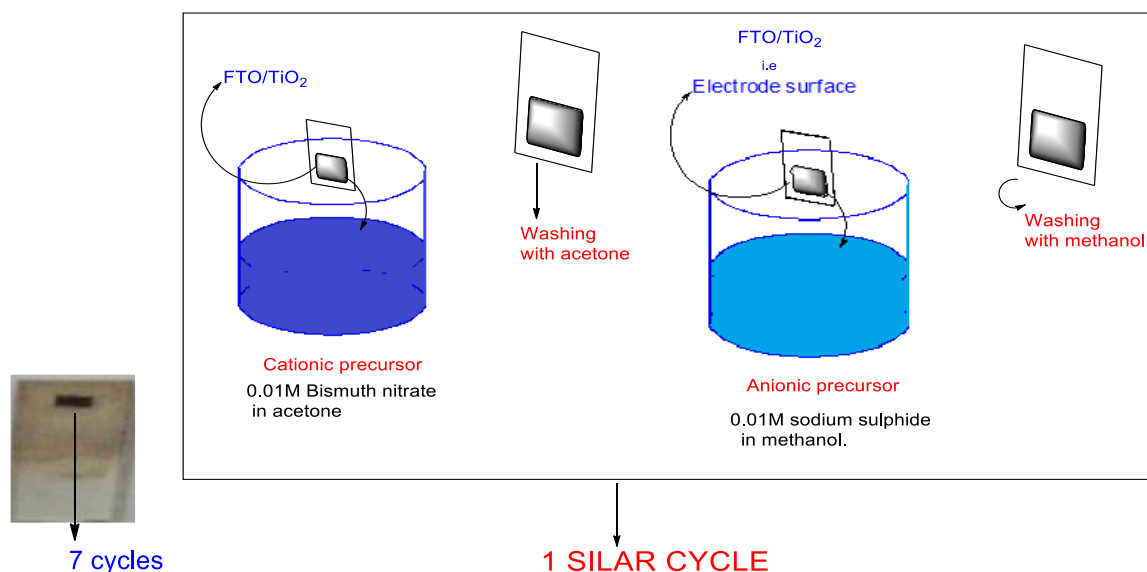 FTO/TiO₂
Washing
with acetone
FTO/TiO₂
i.e
Electrode surface
Washing
with methanol
Cationic precursor
0.01M Bismuth nitrate
in acetone
Anionic precursor
0.01M sodium sulphide
in methanol.
7 cycles
1 SILAR CYCLE